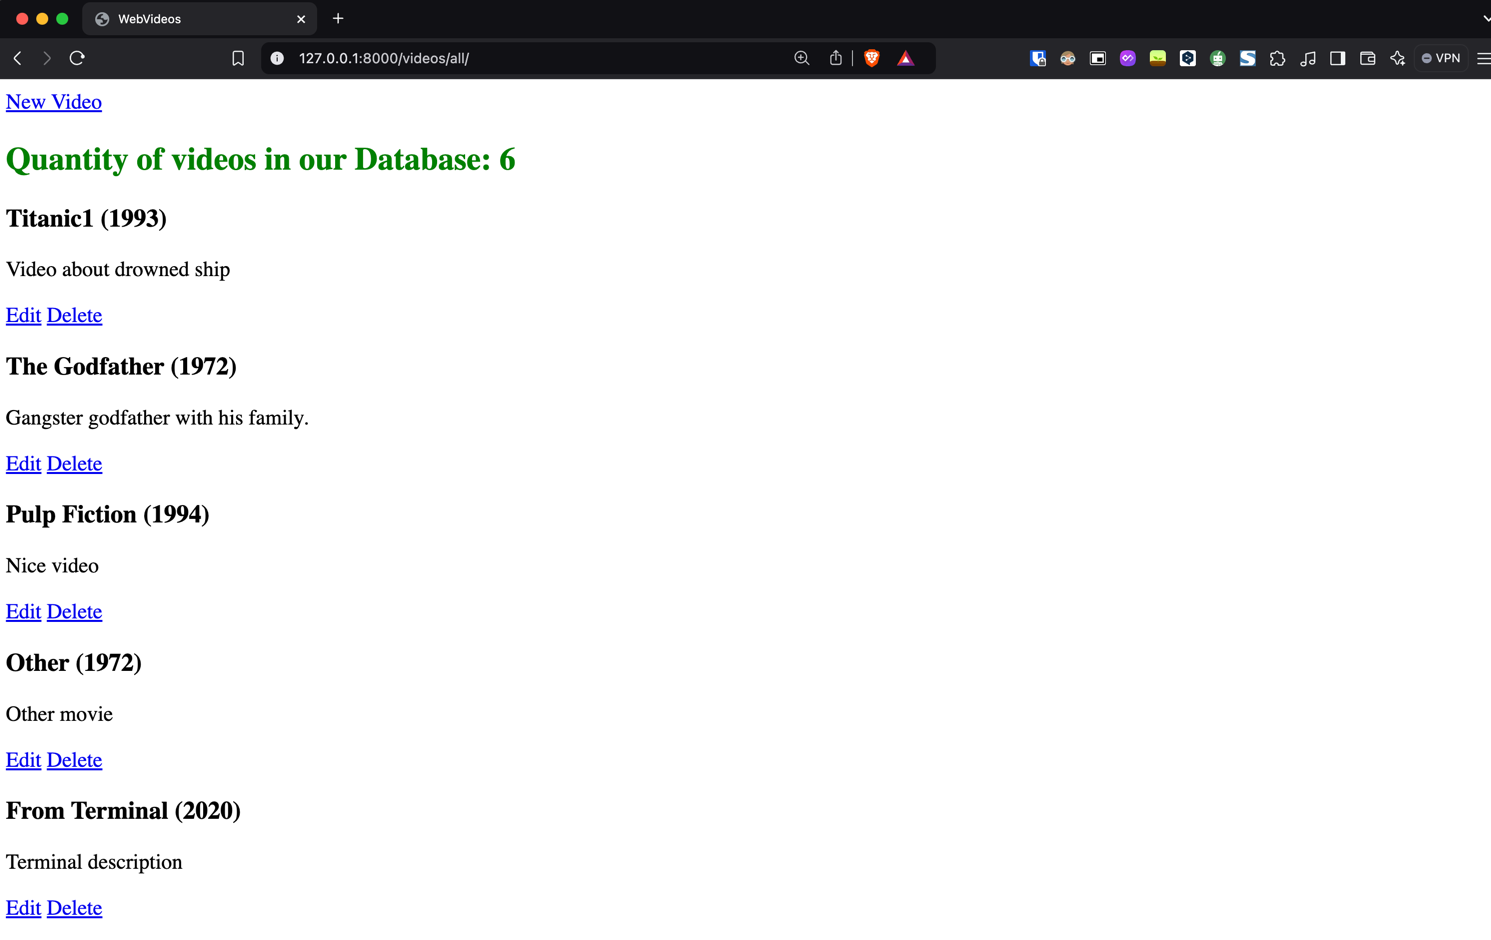 WebVideos
127.0.0.1:8000/videos/all/
VPN
New Video
Quantity of videos in our Database: 6
Titanic1 (1993)
Video about drowned ship
Edit Delete
The Godfather (1972)
Gangster godfather with his family.
Edit Delete
Pulp Fiction (1994)
Nice video
Edit Delete
Other (1972)
Other movie
Edit Delete
From Terminal (2020)
Terminal description
Edit Delete